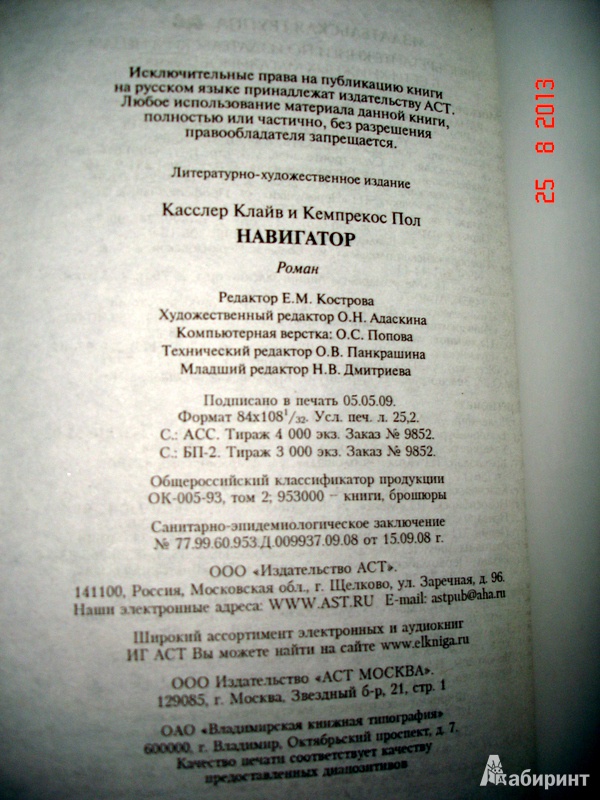 Исключительные права на публикацию книги
на русском языке принадлежат издательству АСТ.
Любое использование материала данной книги,
полностью или частично, без разрешения
правообладателя запрещается.
Литературно-художественное издание
Касслер Клайв и Кемпрекос Пол
НАВИГАТОР
Роман
Редактор Е.М. Кострова
Художественный редактор О.Н. Адаскина
Компьютерная верстка: О.С. Попова
Технический редактор О.В. Панкрашина
Младший редактор Н.В. Дмитриева
Подписано в печать 05.05.09.
Формат 84x108 1/32. Усл. печ. л. 25,2.
С.: АСС. Тираж 4 000 экз. Заказ № 9852.
С.: БП-2. Тираж 3 000 экз. Заказ № 9852.
Общероссийский классификатор продукции
ОК-005-93, том 2; 953000 – книги, брошюры
Санитарно-эпидемиологическое заключение
№ 77.99.60.953.Д.009937.09.08 от 15.09.08 г.
ООО «Издательство АСТ».
141100, Россия, Московская обл., г. Щелково, ул. Заречная, д. 96.
Наши электронные адреса: WWW.AST.RU E-mail: astpub@aha.ru
Широкий ассортимент электронных и аудиокниг
ИГ АСТ Вы можете найти на сайте www.elkniga.ru
ООО Издательство «АСТ МОСКВА».
129085, г. Москва. Звездный б-р, 21, стр. 1
ОАО «Владимирская книжная типография»
600000, г. Владимир, Октябрьский проспект, д. 7.
Качество печати соответствует качеству
предоставленных диапозитивов
25 8 2013
Лабиринт